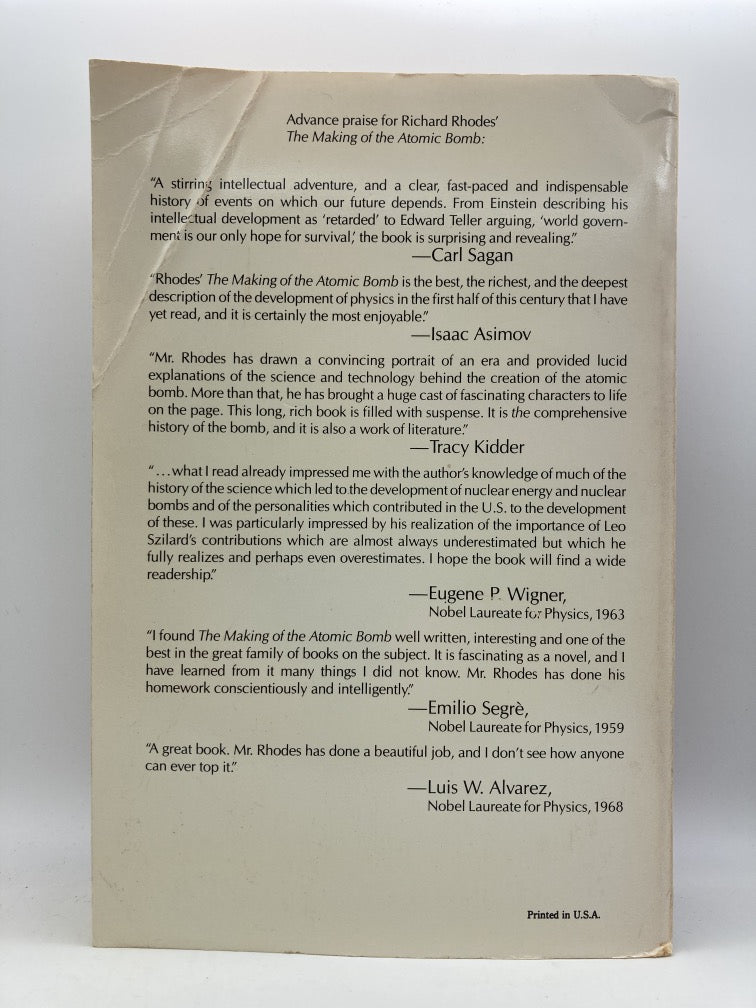 Advance praise for Richard Rhodes'
The Making of the Atomic Bomb:
"A stirring intellectual adventure, and a clear, fast-paced and indispensable
history of events on which our future depends. From Einstein describing his
intellectual development as 'retarded' to Edward Teller arguing, 'world govern-
ment is our only hope for survival,' the book is surprising and revealing."
—Carl Sagan
"Rhodes' The Making of the Atomic Bomb is the best, the richest, and the deepest
description of the development of physics in the first half of this century that I have
yet read, and it is certainly the most enjoyable."
—Isaac Asimov
"Mr. Rhodes has drawn a convincing portrait of an era and provided lucid
explanations of the science and technology behind the creation of the atomic
bomb. More than that, he has brought a huge cast of fascinating characters to life
on the page. This long, rich book is filled with suspense. It is the comprehensive
history of the bomb, and it is also a work of literature."
—Tracy Kidder
"...what I read already impressed me with the author's knowledge of much of the
history of the science which led to the development of nuclear energy and nuclear
bombs and of the personalities which contributed in the U.S. to the development
of these. I was particularly impressed by his realization of the importance of Leo
Szilard's contributions which are almost always underestimated but which he
fully realizes and perhaps even overestimates. I hope the book will find a wide
readership."
—Eugene P. Wigner,
Nobel Laureate for Physics, 1963
"I found The Making of the Atomic Bomb well written, interesting and one of the
best in the great family of books on the subject. It is fascinating as a novel, and I
have learned from it many things I did not know. Mr. Rhodes has done his
homework conscientiously and intelligently."
—Emilio Segrè,
Nobel Laureate for Physics, 1959
"A great book. Mr. Rhodes has done a beautiful job, and I don't see how anyone
can ever top it."
—Luis W. Alvarez,
Nobel Laureate for Physics, 1968
Printed in U.S.A.